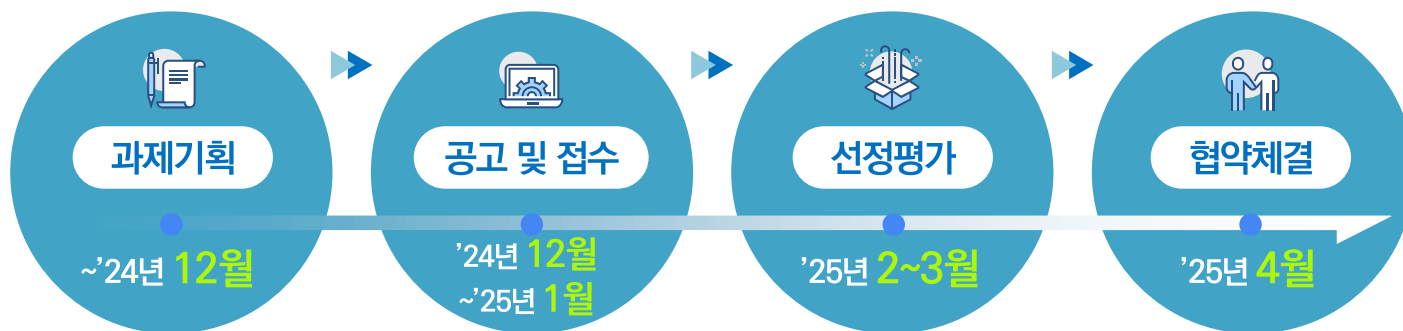 과제기획
~’24년 12월
공고 및 접수
’24년 12월
~’25년 1월
선정평가
’25년 2~3월
협약체결
’25년 4월